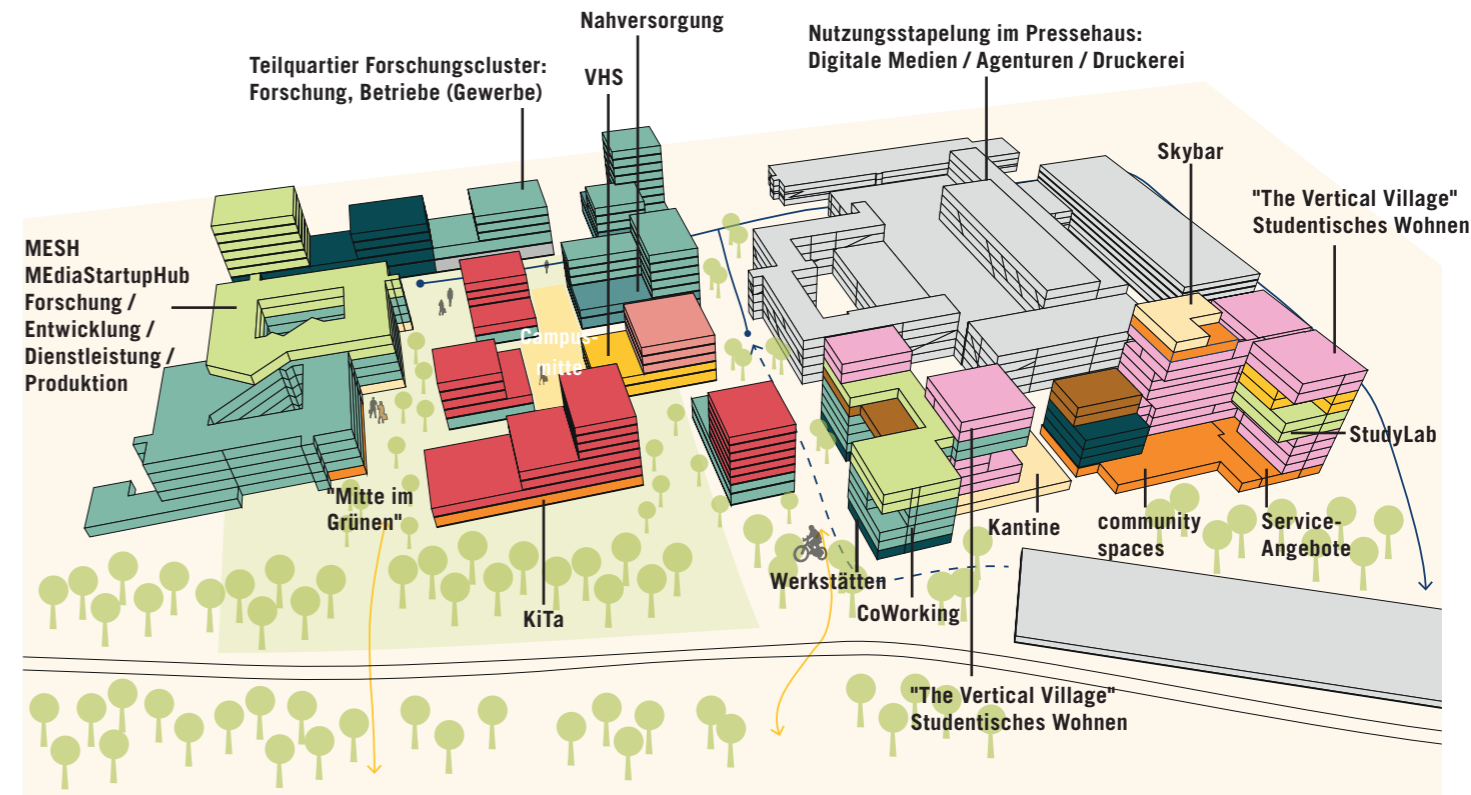 Nahversorgung
Nutzungsstapelung im Pressehaus:
Digitale Medien / Agenturen / Druckerei
Teilquartier Forschungscluster:
Forschung, Betriebe (Gewerbe)
VHS
Skybar
"The Vertical Village"
Studentisches Wohnen
MESH
MEdiaStartupHub
Forschung /
Entwicklung /
Dienstleistung /
Produktion
Campus-
mitte
StudyLab
"Mitte im
Grünen"
Kantine
community
spaces
Service-
Angebote
Werkstätten
CoWorking
KiTa
"The Vertical Village"
Studentisches Wohnen